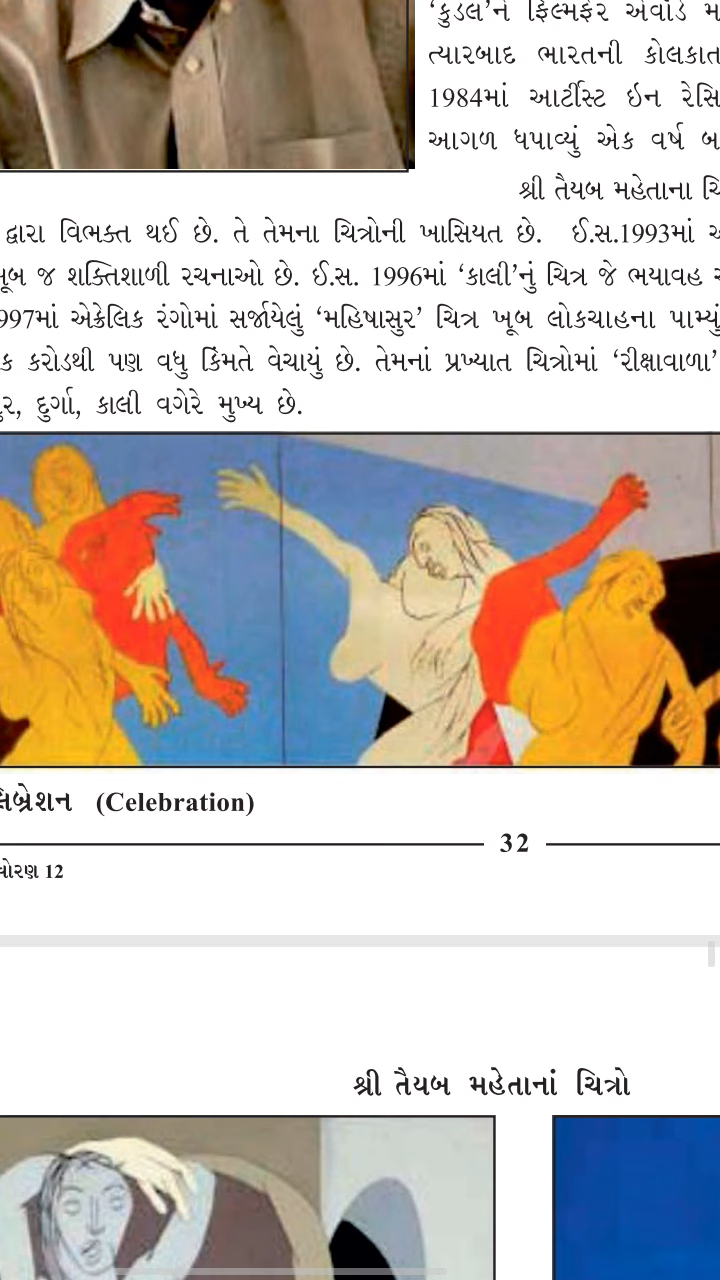 ‘કુડલ’ને ફિલ્મફેર એવોર્ડ
ત્યારબાદ ભારતની કોલકાત
1984માં આર્ટીસ્ટ ઇન રેસિ
આગળ ધપાવ્યું એક વર્ષ બ
શ્રી તૈયબ મહેતાના ચિ
દ્વારા વિભક્ત થઈ છે. તે તેમના ચિત્રોની ખાસિયત છે. ઈ.સ.1993માં
ખૂબ જ શક્તિશાળી રચનાઓ છે. ઈ.સ. 1996માં ‘કાલી’નું ચિત્ર જે ભયાવહ
997માં એક્રેલિક રંગોમાં સર્જાયેલું ‘મહિષાસુર’ ચિત્ર ખૂબ લોકચાહના પામ્યું
ક કરોડથી પણ વધુ કિંમતે વેચાયું છે. તેમનાં પ્રખ્યાત ચિત્રોમાં ‘રીક્ષાવાળા’
ુર, દુર્ગા, કાલી વગેરે મુખ્ય છે.
લિબ્રેશન (Celebration)
32
ધોરણ 12
શ્રી તૈયબ મહેતાનાં ચિત્રો